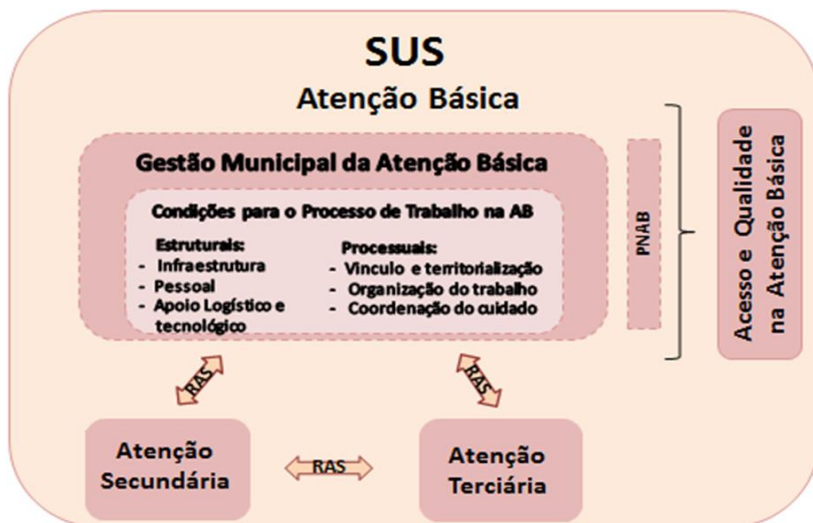 SUS
Atenção Básica
Gestão Municipal da Atenção Básica
Condições para o Processo de Trabalho na AB
Estruturais:
- Infraestrutura
- Pessoal
- Apoio Logístico e
tecnológico
Processuais:
- Vinculo e territorialização
- Organização do trabalho
- Coordenação do cuidado
PNAB
Acesso e Qualidade
na Atenção Básica
RAS
RAS
Atenção
Secundária
RAS
Atenção
Terciária